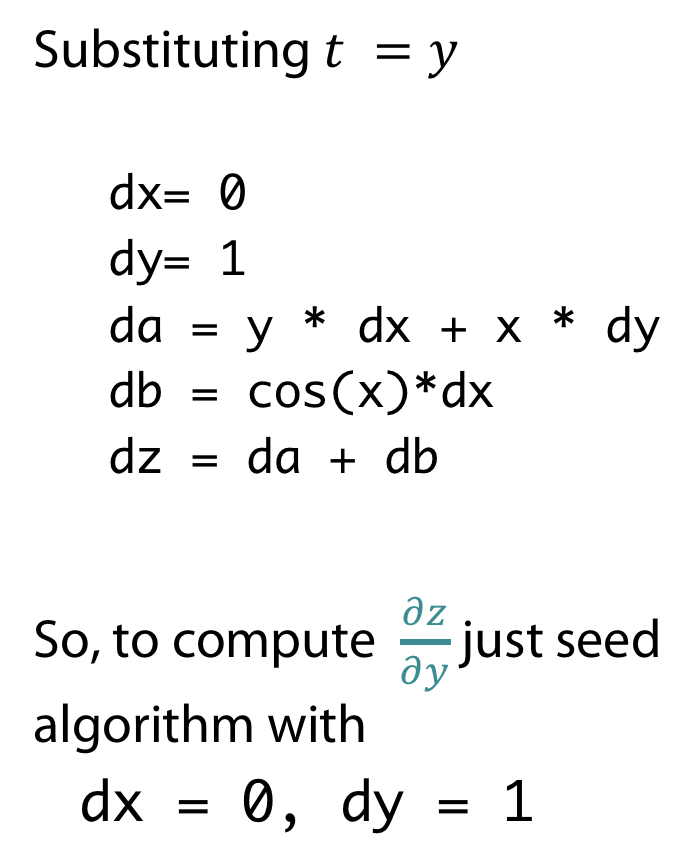 Substituting t = y
dx= 0
dy= 1
da = y * dx + x * dy
db = cos(x)*dx
dz = da + db
So, to compute ∂z/∂y just seed
algorithm with
dx = 0, dy = 1